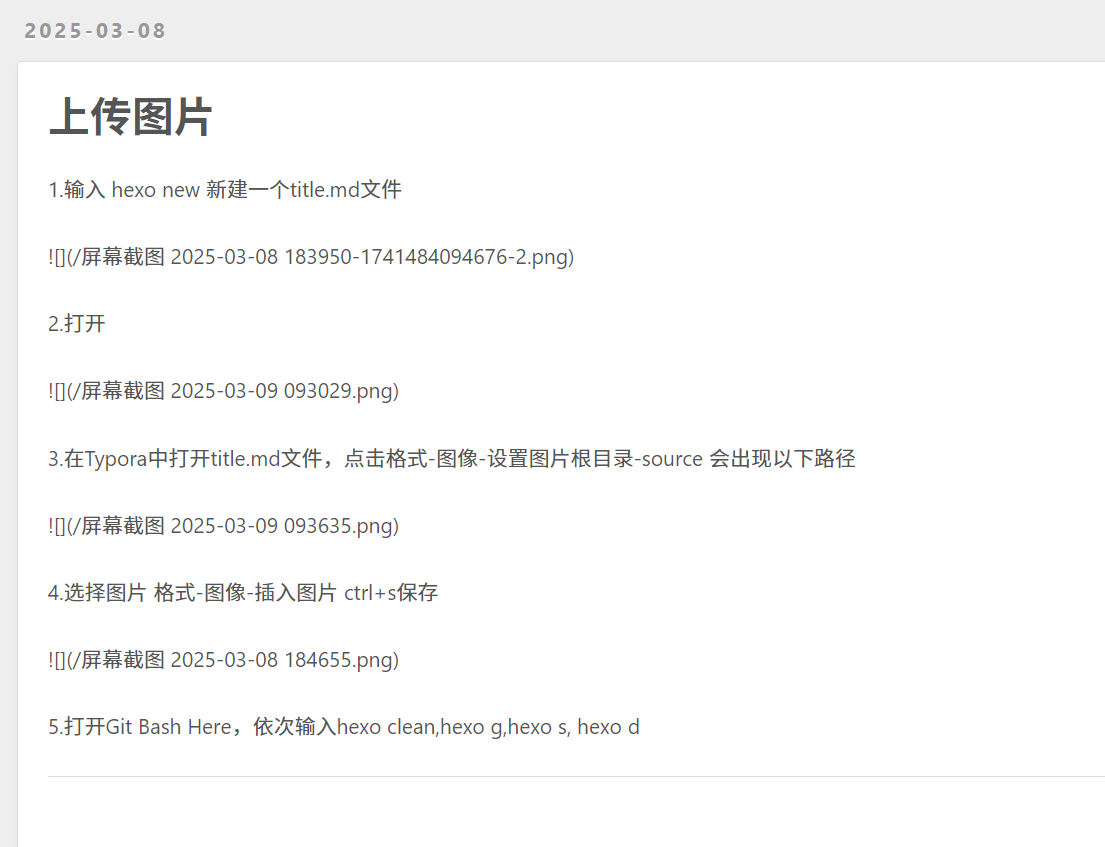 2025-03-08
上传图片
1.输入 hexo new 新建一个title.md文件
![](/屏幕截图 2025-03-08 183950-1741484094676-2.png)
2.打开
![](/屏幕截图 2025-03-09 093029.png)
3.在Typora中打开title.md文件，点击格式-图像-设置图片根目录-source 会出现以下路径
![](/屏幕截图 2025-03-09 093635.png)
4.选择图片 格式-图像-插入图片 ctrl+s保存
![](/屏幕截图 2025-03-08 184655.png)
5.打开Git Bash Here，依次输入hexo clean,hexo g,hexo s, hexo d